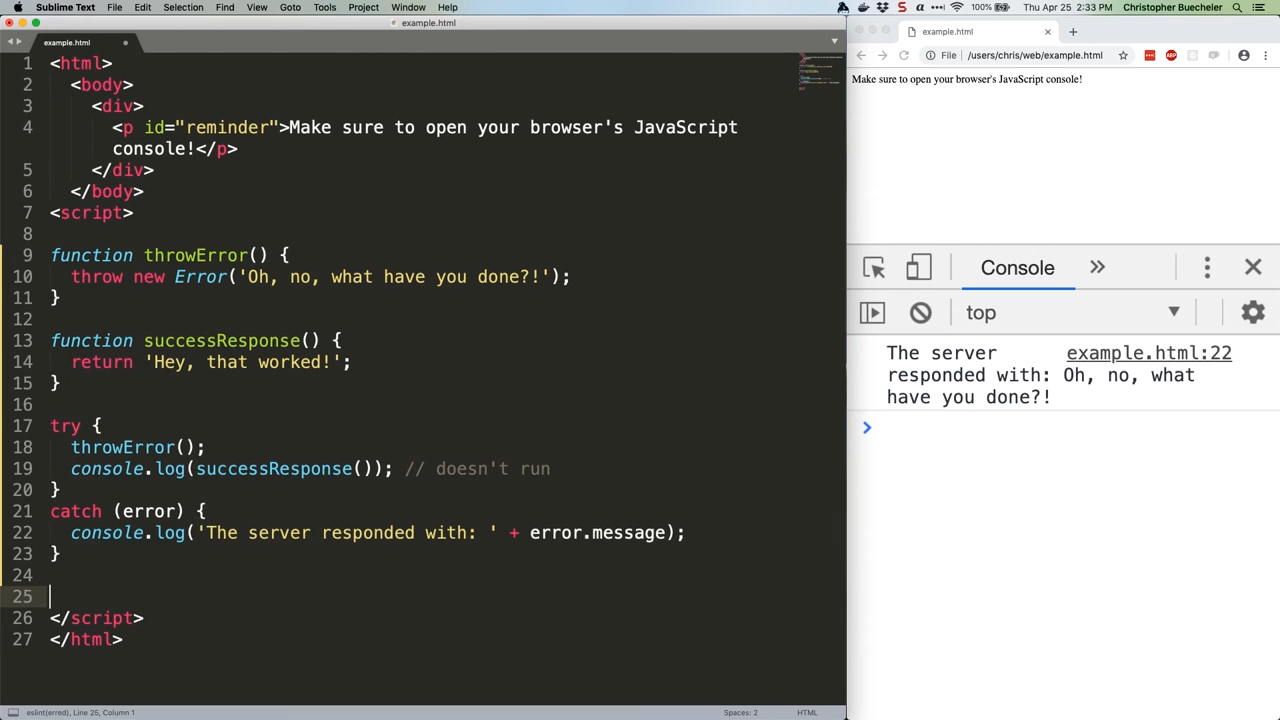 Sublime Text File Edit Selection Find View Goto Tools Project Window Help
100% Thu Apr 25 2:33 PM Christopher Buecheler
example.html
example.html
1 <html>
2 <body>
3 <div>
4 <p id="reminder">Make sure to open your browser's JavaScript
console!</p>
5 </div>
6 </body>
7 <script>
8
9 function throwError() {
10 throw new Error('Oh, no, what have you done?!');
11 }
12
13 function successResponse() {
14 return 'Hey, that worked!';
15 }
16
17 try {
18 throwError();
19 console.log(successResponse()); // doesn't run
20 }
21 catch (error) {
22 console.log('The server responded with: ' + error.message);
23 }
24
25
26 </script>
27 </html>
eslint(erred), Line 25, Column 1
Spaces: 2 HTML
example.html
File /users/chris/web/example.html
ABP
Make sure to open your browser's JavaScript console!
Console
top
The server example.html:22
responded with: Oh, no, what
have you done?!